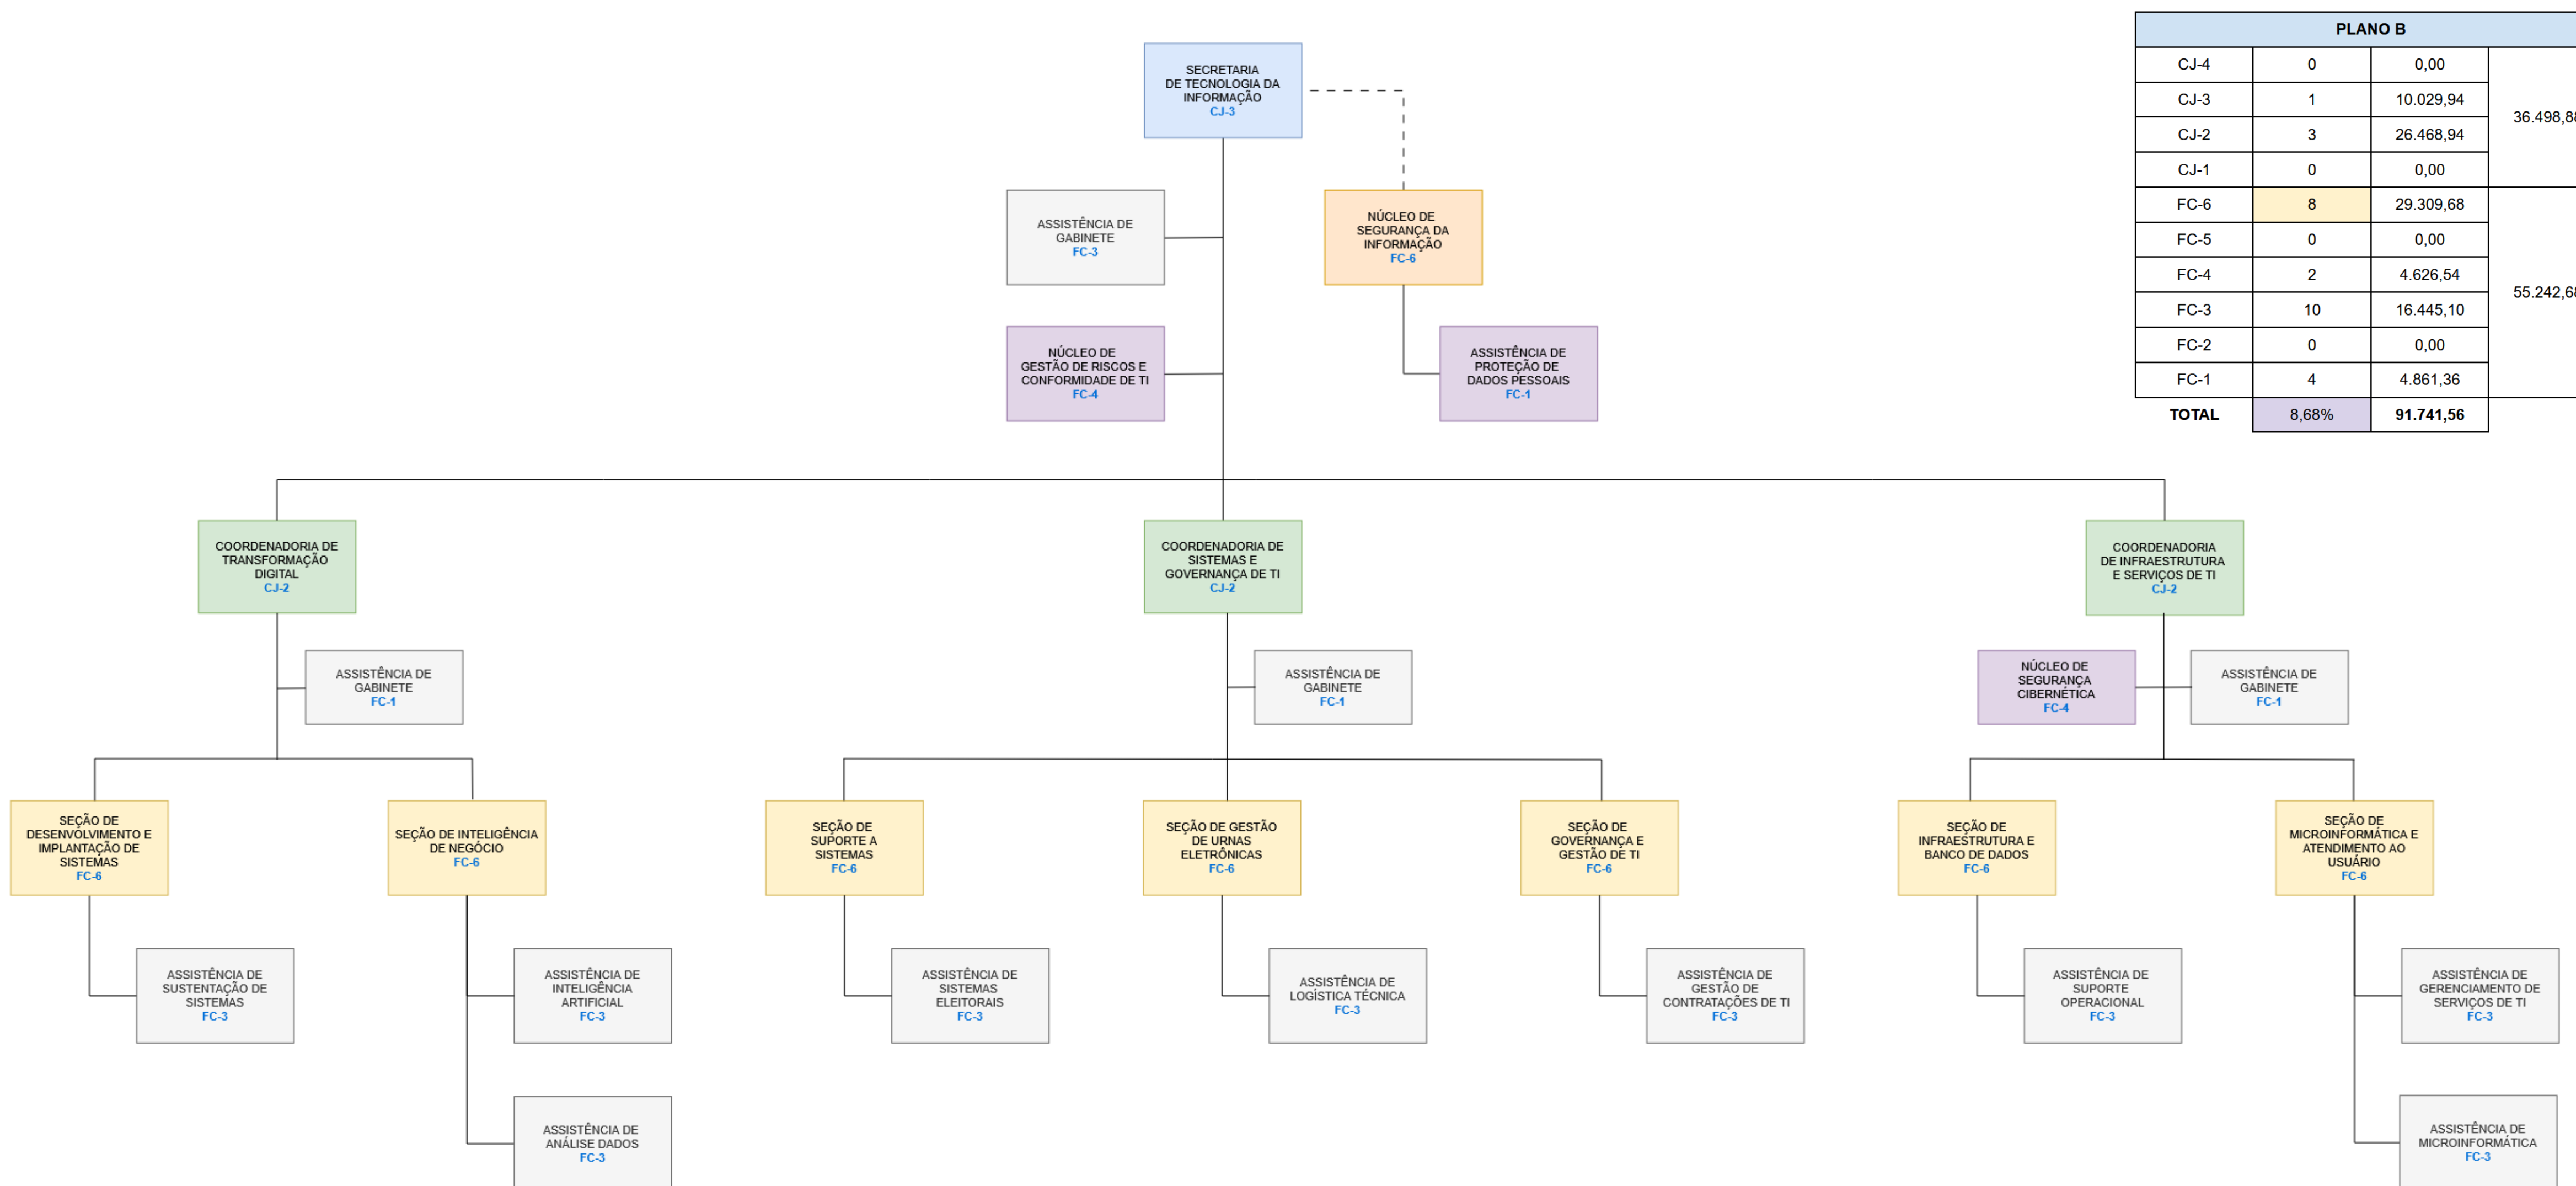 PLANO B
CJ-4 0 0,00
36.498,88
CJ-3 1 10.029,94
CJ-2 3 26.468,94
CJ-1 0 0,00
FC-6 8 29.309,68
FC-5 0 0,00
FC-4 2 4.626,54
55.242,68
FC-3 10 16.445,10
FC-2 0 0,00
FC-1 4 4.861,36
TOTAL 8,68% 91.741,56
SECRETARIA
DE TECNOLOGIA DA
INFORMAÇÃO
CJ-3
ASSISTÊNCIA DE
GABINETE
FC-3
NÚCLEO DE
SEGURANÇA DA
INFORMAÇÃO
FC-6
NÚCLEO DE
GESTÃO DE RISCOS E
CONFORMIDADE DE TI
FC-4
ASSISTÊNCIA DE
PROTEÇÃO DE
DADOS PESSOAIS
FC-1
COORDENADORIA DE
TRANSFORMAÇÃO
DIGITAL
CJ-2
COORDENADORIA DE
SISTEMAS E
GOVERNANÇA DE TI
CJ-2
COORDENADORIA
DE INFRAESTRUTURA
E SERVIÇOS DE TI
CJ-2
ASSISTÊNCIA DE
GABINETE
FC-1
ASSISTÊNCIA DE
GABINETE
FC-1
NÚCLEO DE
SEGURANÇA
CIBERNÉTICA
FC-4
ASSISTÊNCIA DE
GABINETE
FC-1
SEÇÃO DE
DESENVOLVIMENTO E
IMPLANTAÇÃO DE
SISTEMAS
FC-6
SEÇÃO DE INTELIGÊNCIA
DE NEGÓCIO
FC-6
SEÇÃO DE
SUPORTE A
SISTEMAS
FC-6
SEÇÃO DE GESTÃO
DE URNAS
ELETRÔNICAS
FC-6
SEÇÃO DE
GOVERNANÇA E
GESTÃO DE TI
FC-6
SEÇÃO DE
INFRAESTRUTURA E
BANCO DE DADOS
FC-6
SEÇÃO DE
MICROINFORMÁTICA E
ATENDIMENTO AO
USUÁRIO
FC-6
ASSISTÊNCIA DE
SUSTENTAÇÃO DE
SISTEMAS
FC-3
ASSISTÊNCIA DE
INTELIGÊNCIA
ARTIFICIAL
FC-3
ASSISTÊNCIA DE
SISTEMAS
ELEITORAIS
FC-3
ASSISTÊNCIA DE
LOGÍSTICA TÉCNICA
FC-3
ASSISTÊNCIA DE
GESTÃO DE
CONTRATAÇÕES DE TI
FC-3
ASSISTÊNCIA DE
SUPORTE
OPERACIONAL
FC-3
ASSISTÊNCIA DE
GERENCIAMENTO DE
SERVIÇOS DE TI
FC-3
ASSISTÊNCIA DE
ANÁLISE DADOS
FC-3
ASSISTÊNCIA DE
MICROINFORMÁTICA
FC-3